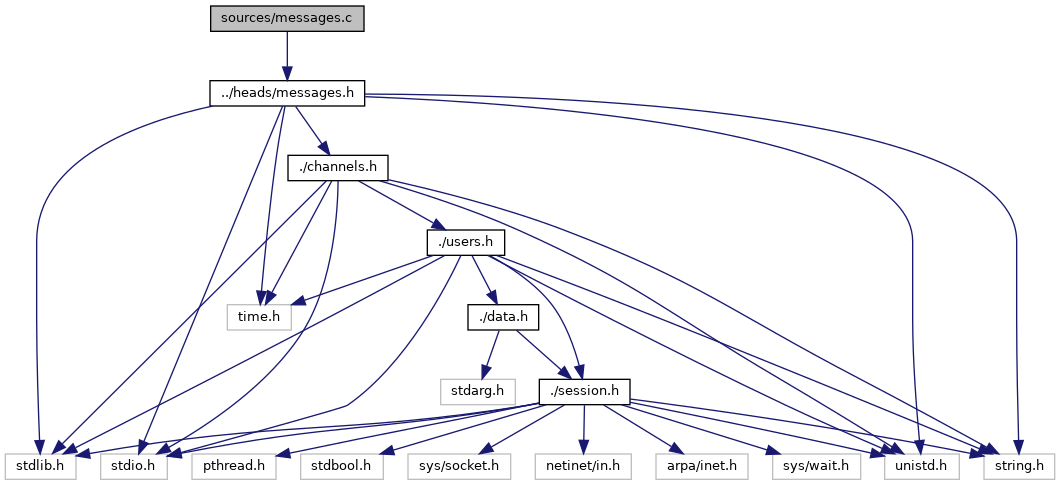 sources/messages.c
../heads/messages.h
./channels.h
./users.h
time.h
./data.h
stdarg.h
./session.h
stdlib.h
stdio.h
pthread.h
stdbool.h
sys/socket.h
netinet/in.h
arpa/inet.h
sys/wait.h
unistd.h
string.h